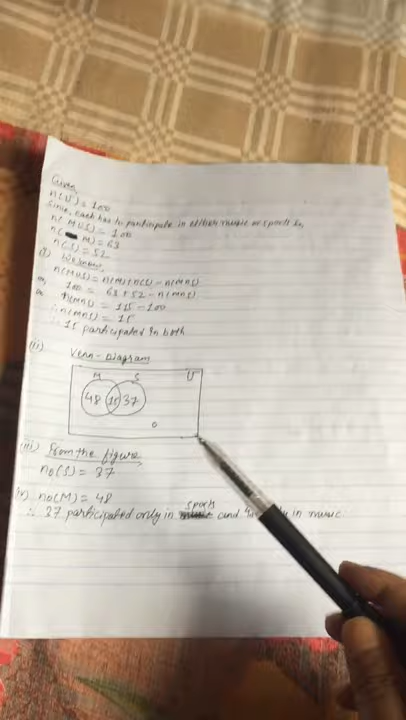 Given,
n(U) = 100
Since, each has to participate in either music or sports so,
n(MUS) = 100
n(M) = 63
n(S) = 52
(i) We know,
n(MUS) = n(M) + n(S) - n(M∩S)
or, 100 = 63 + 52 - n(M∩S)
or n(M∩S) = 115 - 100
∴ n(M∩S) = 15
∴ 15 participated in both
(ii) Venn-Diagram
M S U
48 15 37
0
(iii) From the figure
no(S) = 37
iv) no(M) = 48
∴ 37 participated only in sports and in music.